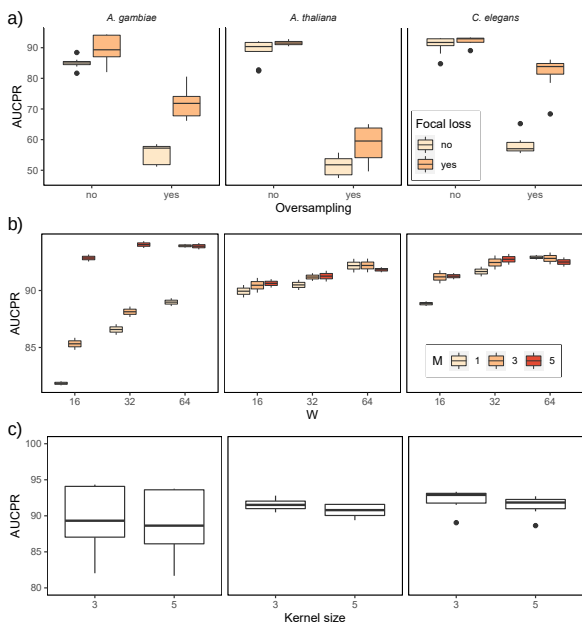 a)
A. gambiae
A. thaliana
C. elegans
AUCPR
90
80
70
60
50
Focal loss
no
yes
no
yes
no
yes
no
yes
Oversampling
b)
AUCPR
90
85
M
1
3
5
16
32
64
16
32
64
16
32
64
W
c)
AUCPR
100
95
90
85
80
3
5
3
5
3
5
Kernel size